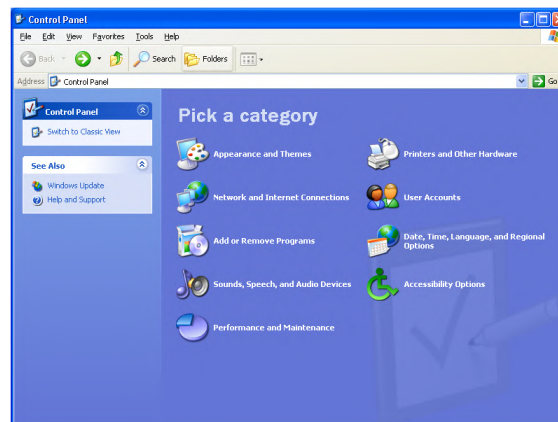 Control Panel
File Edit View Favorites Tools Help
Back Search Folders
Address Control Panel Go
Control Panel
Switch to Classic View
See Also
Windows Update
Help and Support
Pick a category
Appearance and Themes
Printers and Other Hardware
Network and Internet Connections
User Accounts
Add or Remove Programs
Date, Time, Language, and Regional
Options
Sounds, Speech, and Audio Devices
Accessibility Options
Performance and Maintenance